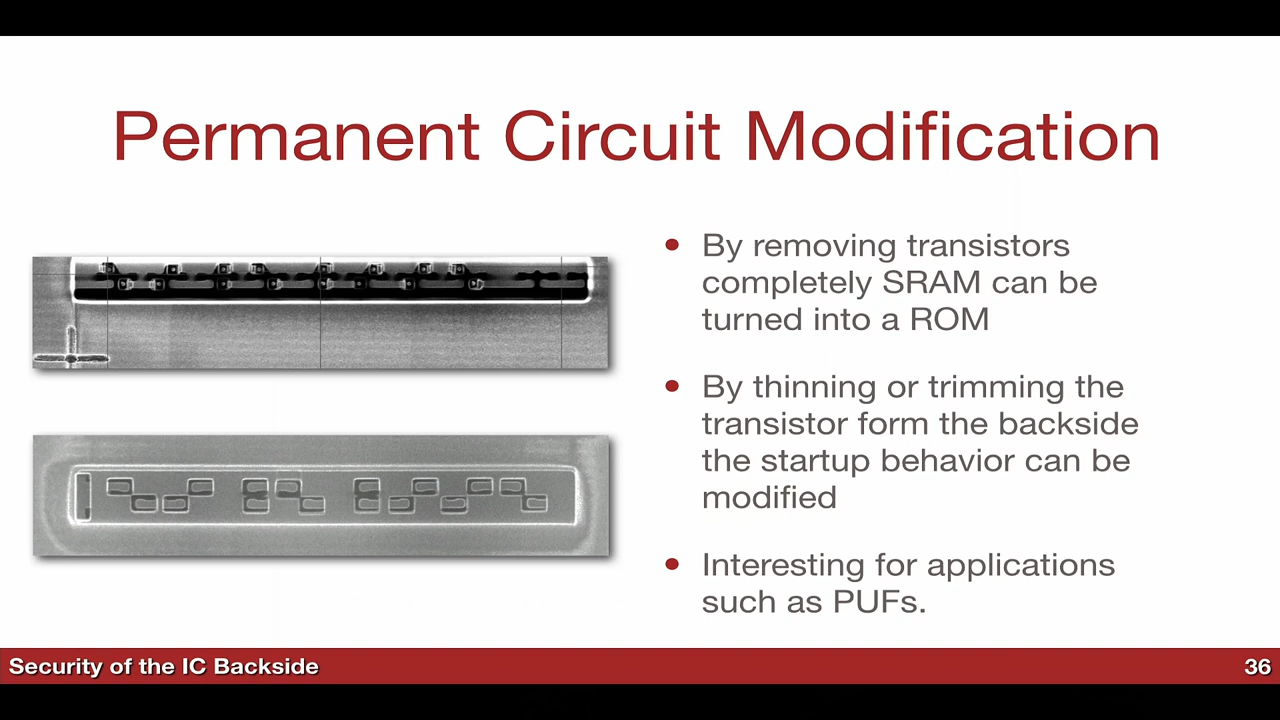 Permanent Circuit Modification
• By removing transistors
completely SRAM can be
turned into a ROM
• By thinning or trimming the
transistor form the backside
the startup behavior can be
modified
• Interesting for applications
such as PUFs.
Security of the IC Backside
36